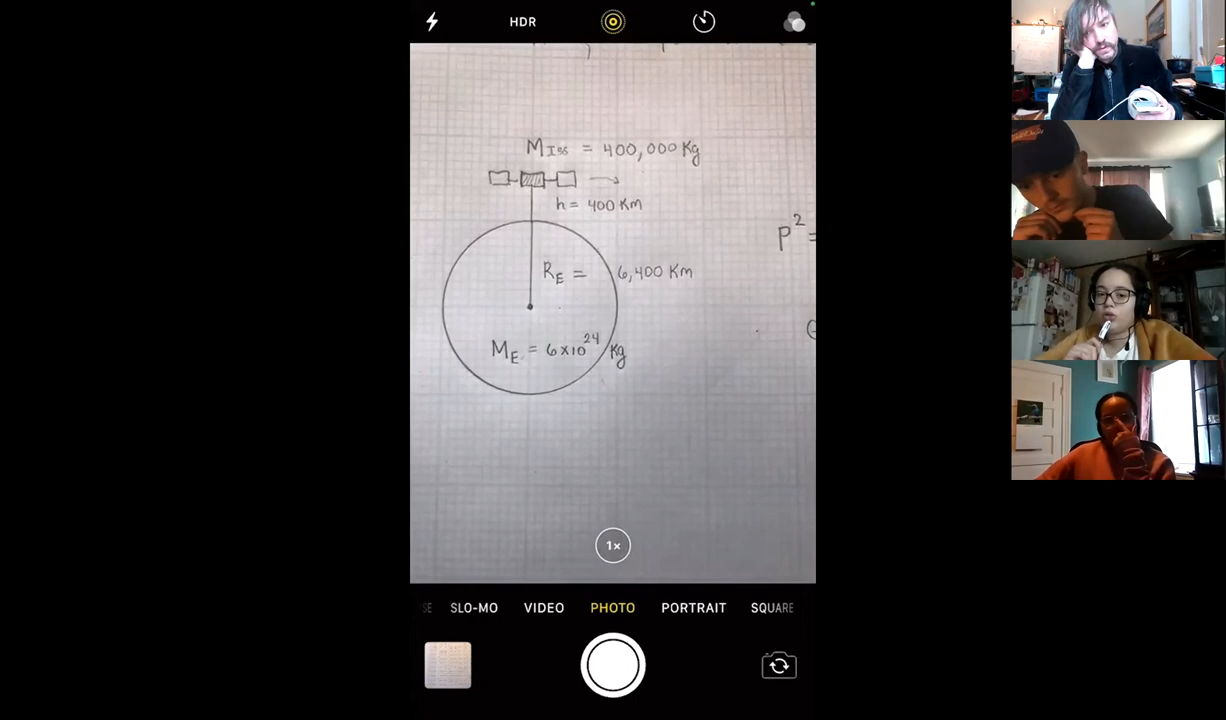 HDR
M ISS = 400,000 Kg
h = 400 Km
P² =
R_E = 6,400 Km
M_E = 6x10²⁴ Kg
1x
SLO-MO VIDEO PHOTO PORTRAIT SQUARE